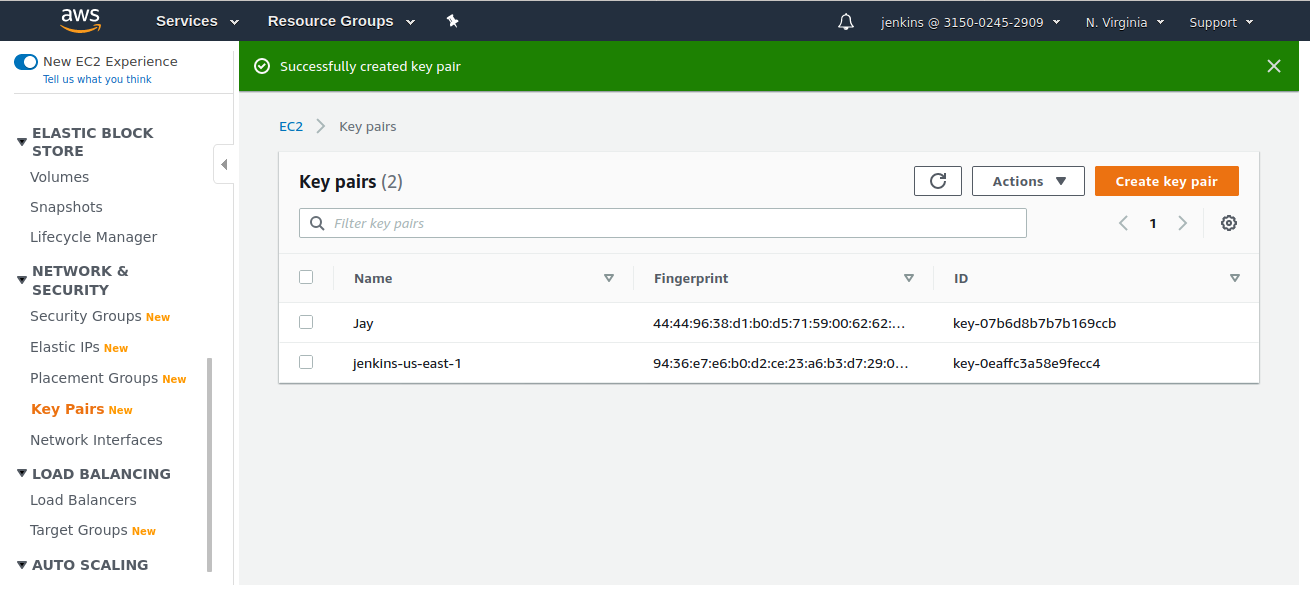 aws Services Resource Groups jenkins @ 3150-0245-2909 N. Virginia Support
New EC2 Experience
Tell us what you think
ELASTIC BLOCK
STORE
Volumes
Snapshots
Lifecycle Manager
NETWORK &
SECURITY
Security Groups New
Elastic IPs New
Placement Groups New
Key Pairs New
Network Interfaces
LOAD BALANCING
Load Balancers
Target Groups New
AUTO SCALING
Successfully created key pair
EC2 Key pairs
Key pairs (2) Actions Create key pair
Filter key pairs 1
Name Fingerprint ID
Jay 44:44:96:38:d1:b0:d5:71:59:00:62:62:... key-07b6d8b7b7b169ccb
jenkins-us-east-1 94:36:e7:e6:b0:d2:ce:23:a6:b3:d7:29:0... key-0eaffc3a58e9fecc4